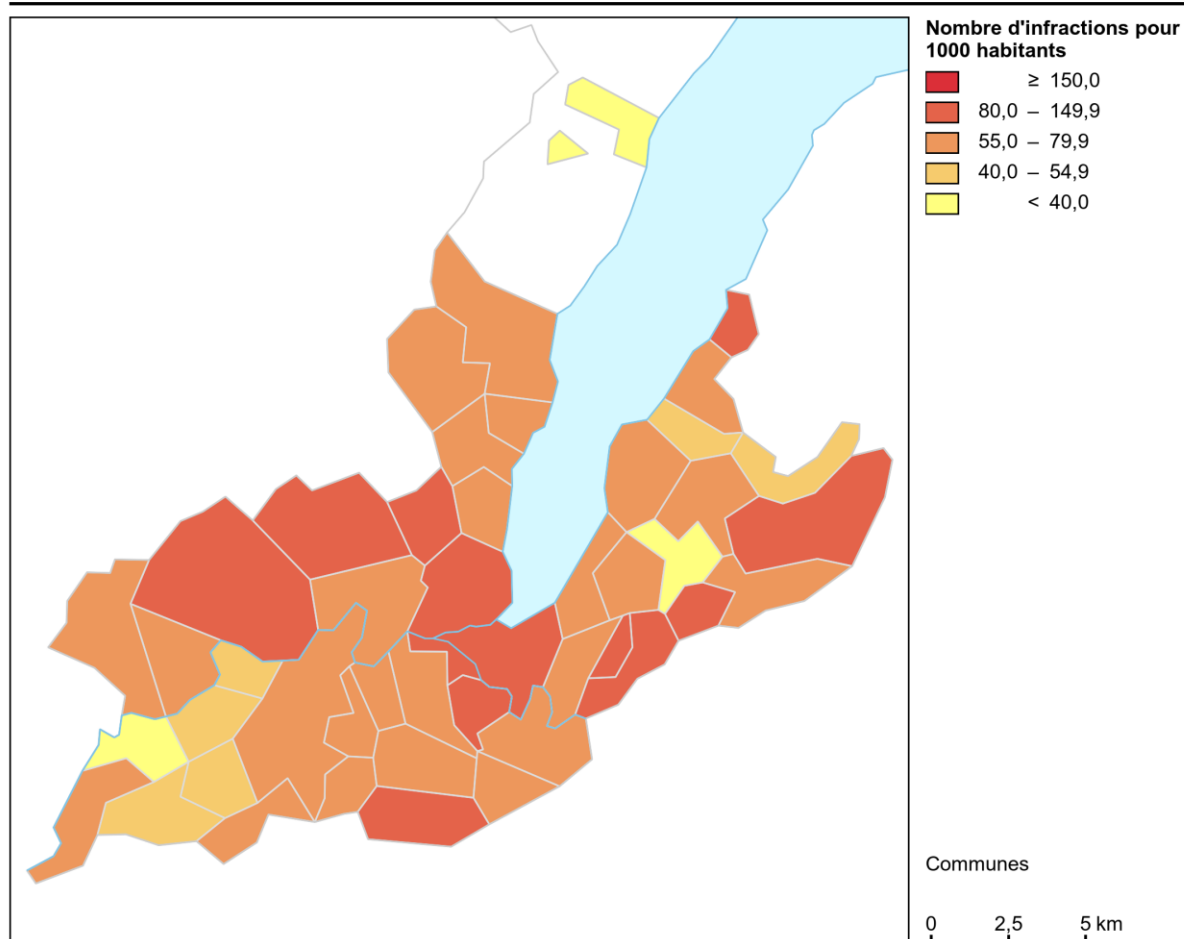 Nombre d'infractions pour
1000 habitants
≥ 150,0
80,0 – 149,9
55,0 – 79,9
40,0 – 54,9
< 40,0
Communes
0 2,5 5 km